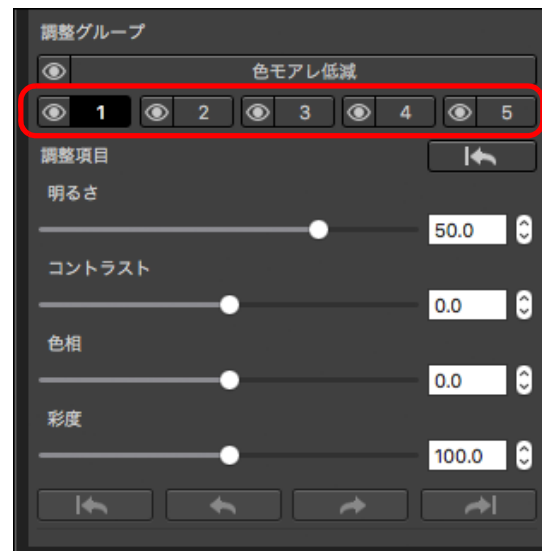 調整グループ
色モアレ低減
1 2 3 4 5
調整項目
明るさ
50.0
コントラスト
0.0
色相
0.0
彩度
100.0